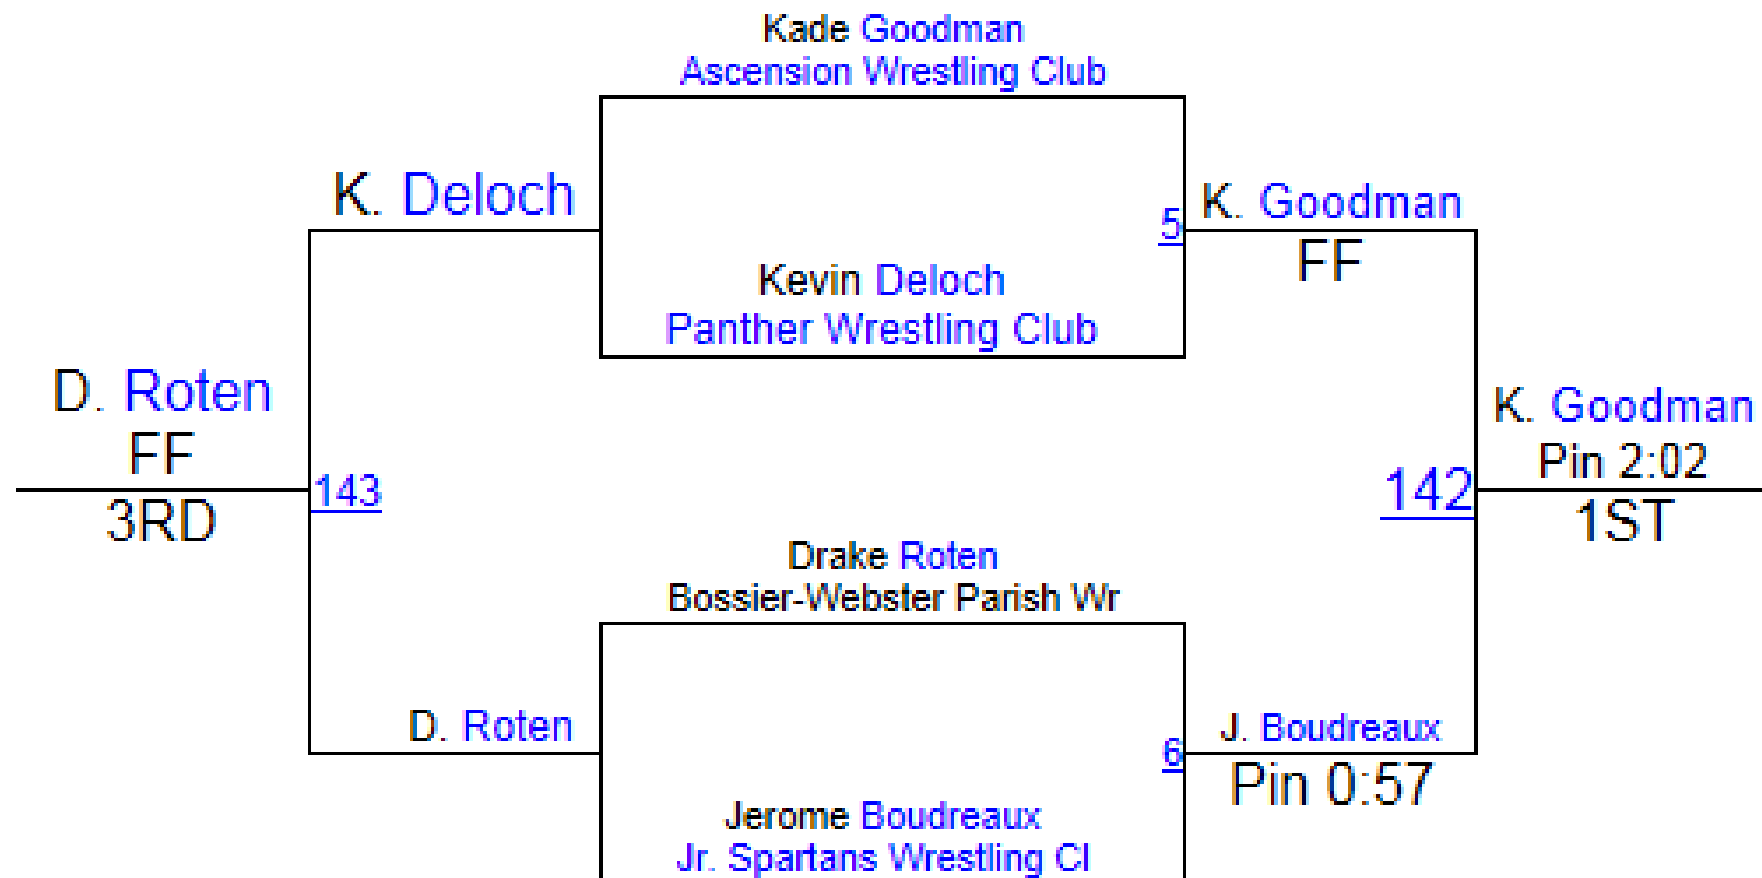 Kade Goodman
Ascension Wrestling Club
K. Deloch
K. Goodman
5
FF
Kevin Deloch
Panther Wrestling Club
D. Roten
FF
143
3RD
K. Goodman
Pin 2:02
142
1ST
Drake Roten
Bossier-Webster Parish Wr
D. Roten
6
J. Boudreaux
Pin 0:57
Jerome Boudreaux
Jr. Spartans Wrestling Cl